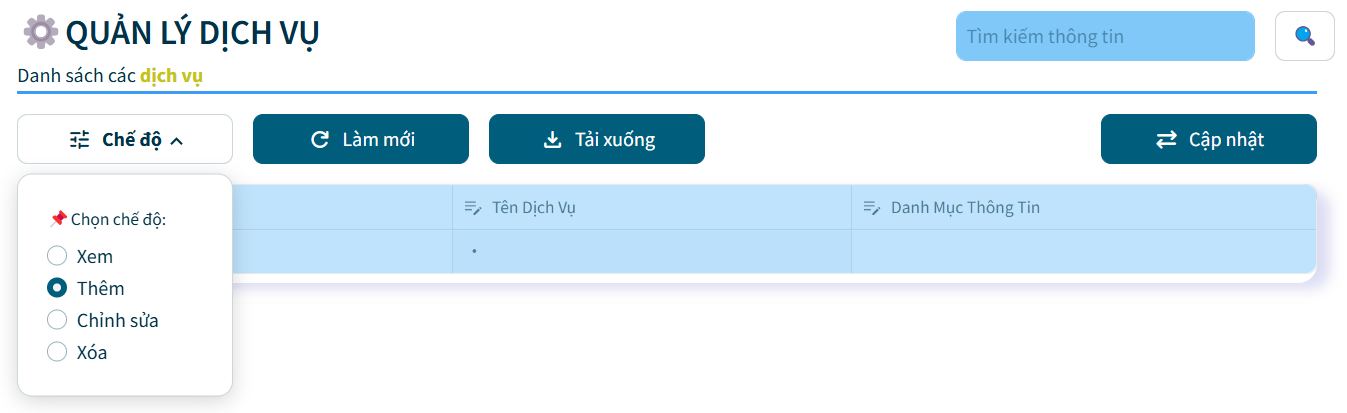 QUẢN LÝ DỊCH VỤ
Tìm kiếm thông tin
Danh sách các dịch vụ
Chế độ
Làm mới
Tải xuống
Cập nhật
Chọn chế độ:
Xem
Thêm
Chỉnh sửa
Xóa
Tên Dịch Vụ
Danh Mục Thông Tin